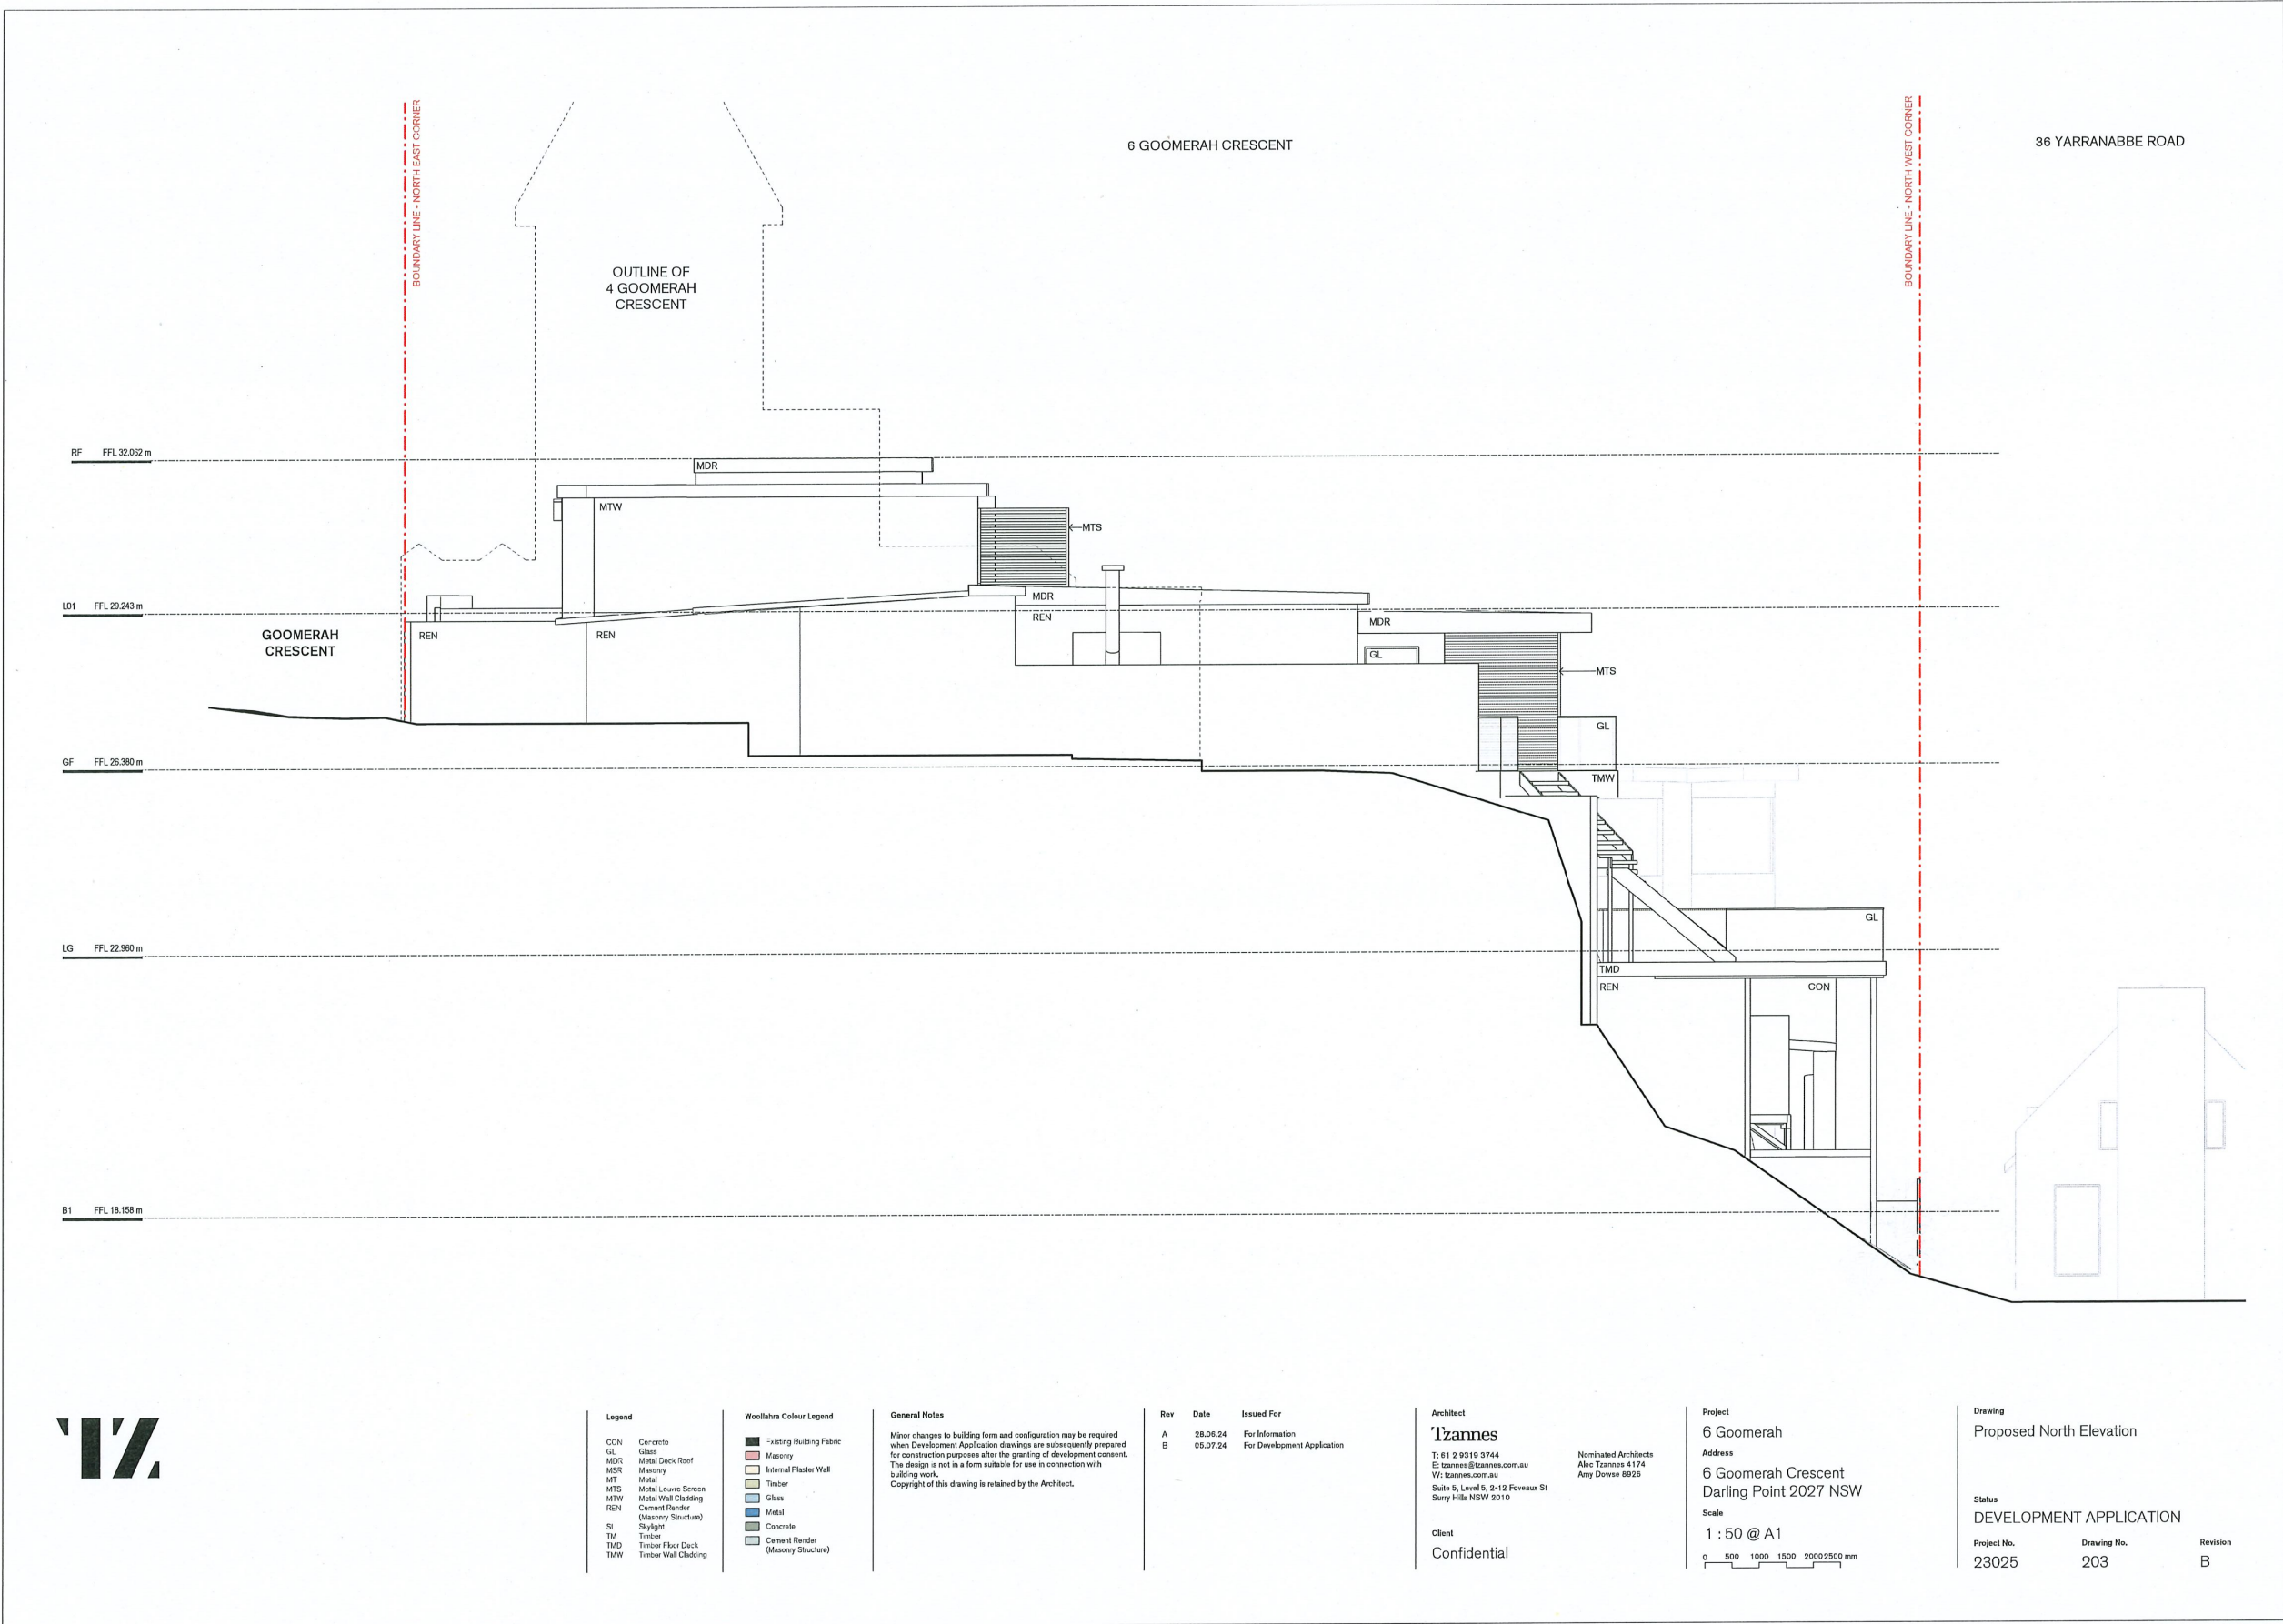 6 GOOMERAH CRESCENT
36 YARRANABBE ROAD
BOUNDARY LINE - NORTH EAST CORNER
BOUNDARY LINE - NORTH WEST CORNER
OUTLINE OF
4 GOOMERAH
CRESCENT
RF FFL 32.062 m
MDR
MTW
MTS
L01 FFL 29.243 m
MDR
REN
MDR
GOOMERAH
CRESCENT
REN
REN
GL
MTS
GL
GF FFL 26.380 m
TMW
GL
LG FFL 22.960 m
TMD
REN
CON
B1 FFL 18.158 m
TZ
Legend
CON Concrete
GL Glass
MDR Metal Deck Roof
MSR Masonry
MT Metal
MTS Metal Louvre Screen
MTW Metal Wall Cladding
REN Cement Render
(Masonry Structure)
Sl Skylight
TM Timber
TMD Timber Floor Deck
TMW Timber Wall Cladding
Woollahra Colour Legend
Existing Building Fabric
Masonry
Internal Plaster Wall
Timber
Glass
Metal
Concrete
Cement Render
(Masonry Structure)
General Notes
Minor changes to building form and configuration may be required
when Development Application drawings are subsequently prepared
for construction purposes after the granting of development consent.
The design is not in a form suitable for use in connection with
building work.
Copyright of this drawing is retained by the Architect.
Rev Date Issued For
A 28.06.24 For Information
B 05.07.24 For Development Application
Architect
Tzannes
T: 61 2 9319 3744
E: tzannes@tzannes.com.au
W: tzannes.com.au
Suite 5, Level 5, 2-12 Foveaux St
Surry Hills NSW 2010
Nominated Architects
Alec Tzannes 4174
Amy Dowse 8926
Client
Confidential
Project
6 Goomerah
Address
6 Goomerah Crescent
Darling Point 2027 NSW
Scale
1 : 50 @ A1
0 500 1000 1500 2000 2500 mm
Drawing
Proposed North Elevation
Status
DEVELOPMENT APPLICATION
Project No. Drawing No. Revision
23025 203 B